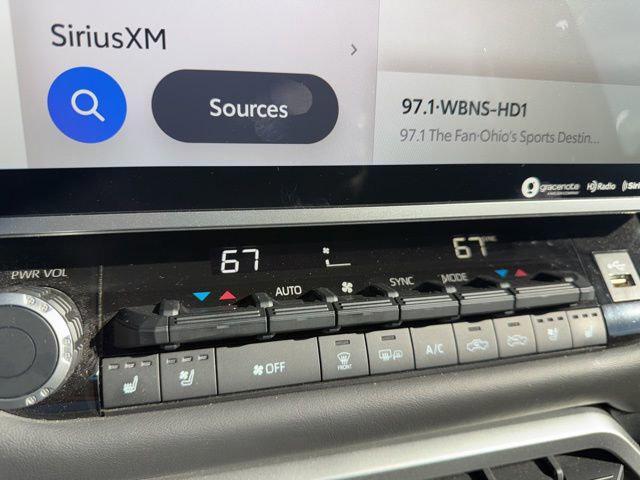 SiriusXM
Sources
97.1·WBNS-HD1
97.1 The Fan·Ohio's Sports Destin...
gracenote HD Radio ((Siri
PWR VOL
67
67
AUTO
SYNC
MODE
OFF
FRONT
A/C